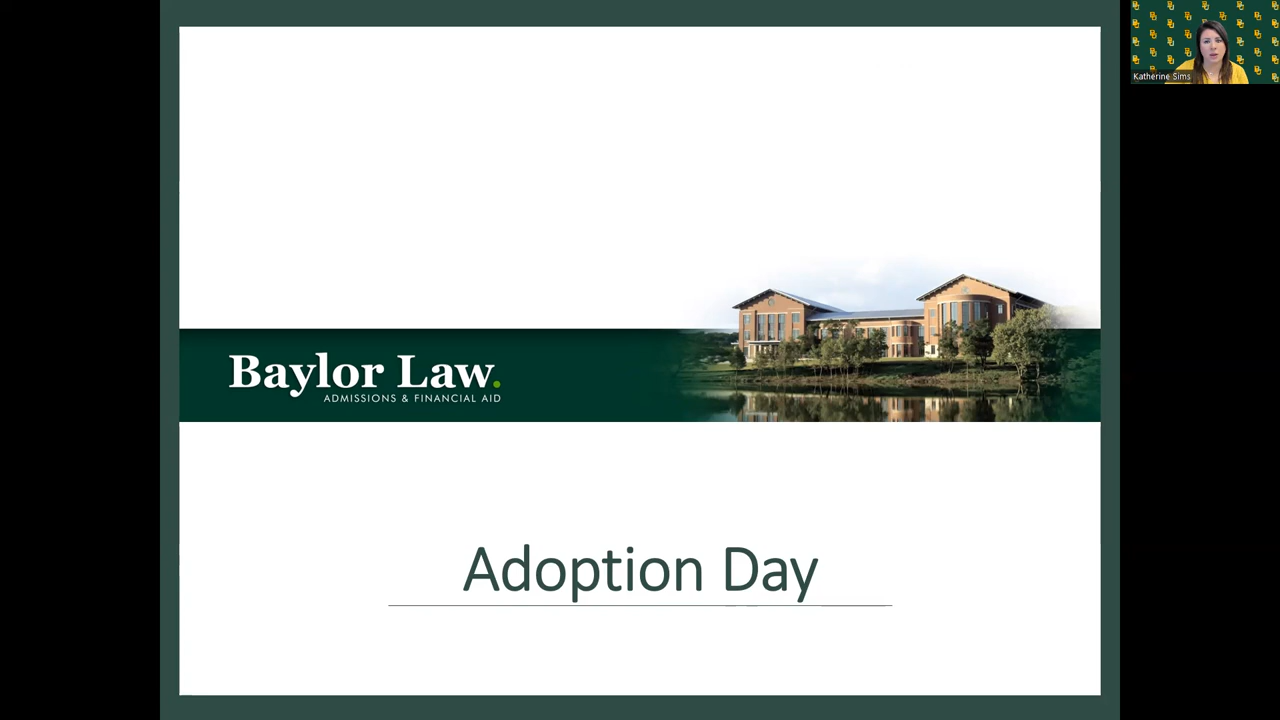 Katherine Sims
Baylor Law.
ADMISSIONS & FINANCIAL AID
Adoption Day